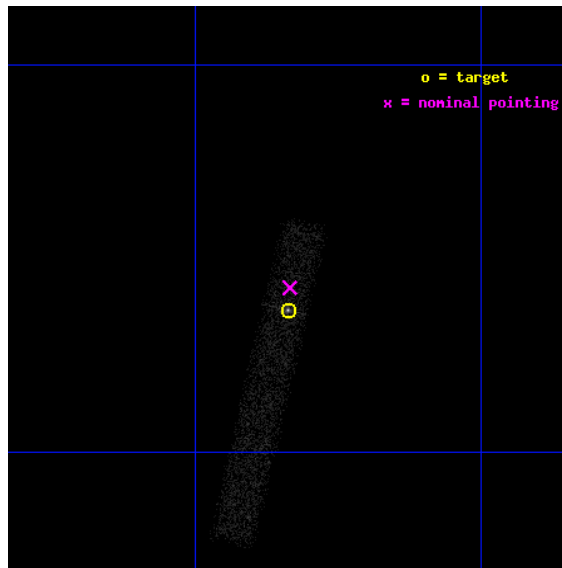 o = target
x = nominal pointing